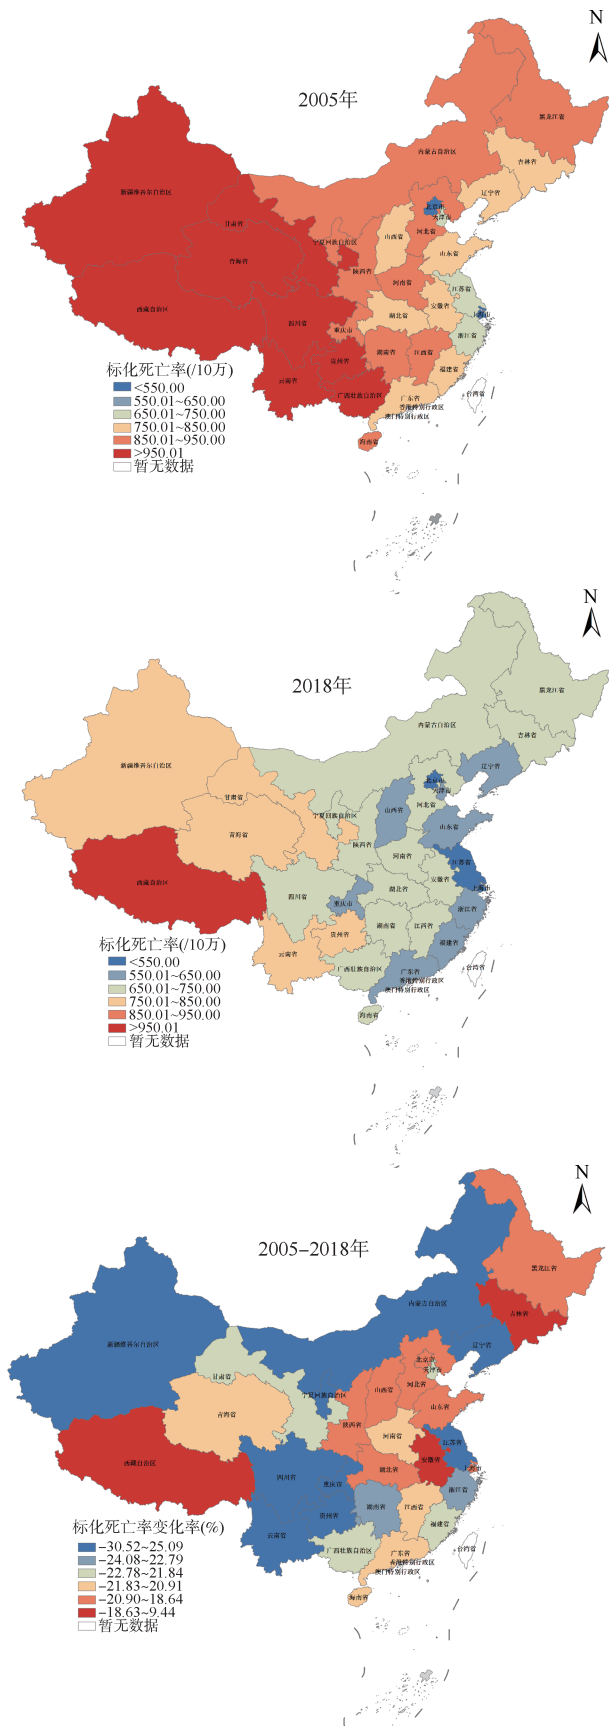 N
2005年
黑龙江省
内蒙古自治区
吉林省
新疆维吾尔自治区
辽宁省
北京市
天津市
甘肃省
宁夏回族自治区
山西省
河北省
青海省
山东省
陕西省
河南省
江苏省
西藏自治区
安徽省
上海市
四川省
湖北省
重庆市
浙江省
湖南省
江西省
贵州省
福建省
云南省
广西壮族自治区
广东省
台湾省
香港特别行政区
澳门特别行政区
海南省
标化死亡率(/10万)
<550.00
550.01~650.00
650.01~750.00
750.01~850.00
850.01~950.00
>950.01
暂无数据
N
2018年
黑龙江省
内蒙古自治区
吉林省
新疆维吾尔自治区
辽宁省
北京市
天津市
甘肃省
山西省
河北省
宁夏回族自治区
青海省
山东省
陕西省
河南省
江苏省
西藏自治区
安徽省
上海市
四川省
湖北省
重庆市
浙江省
湖南省
江西省
贵州省
福建省
云南省
广西壮族自治区
广东省
台湾省
香港特别行政区
澳门特别行政区
海南省
标化死亡率(/10万)
<550.00
550.01~650.00
650.01~750.00
750.01~850.00
850.01~950.00
>950.01
暂无数据
N
2005-2018年
黑龙江省
内蒙古自治区
吉林省
新疆维吾尔自治区
辽宁省
北京市
天津市
甘肃省
山西省
河北省
宁夏回族自治区
青海省
山东省
陕西省
河南省
江苏省
西藏自治区
安徽省
上海市
四川省
湖北省
重庆市
浙江省
湖南省
江西省
贵州省
福建省
云南省
广西壮族自治区
广东省
台湾省
香港特别行政区
澳门特别行政区
海南省
标化死亡率变化率(%)
-30.52~25.09
-24.08~22.79
-22.78~21.84
-21.83~20.91
-20.90~18.64
-18.63~9.44
暂无数据